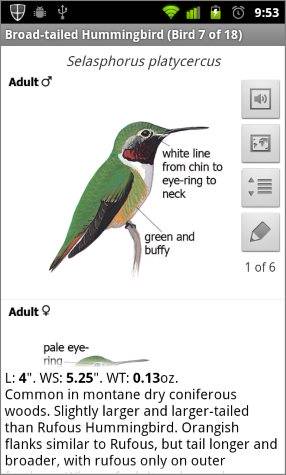 9:53
Broad-tailed Hummingbird (Bird 7 of 18)
Selasphorus platycercus
Adult ♂
white line
from chin to
eye-ring to
neck
green and
buffy
1 of 6
Adult ♀
pale eye-
ring
L: 4". WS: 5.25". WT: 0.13oz.
Common in montane dry coniferous
woods. Slightly larger and larger-tailed
than Rufous Hummingbird. Orangish
flanks similar to Rufous, but tail longer and
broader, with rufous only on outer